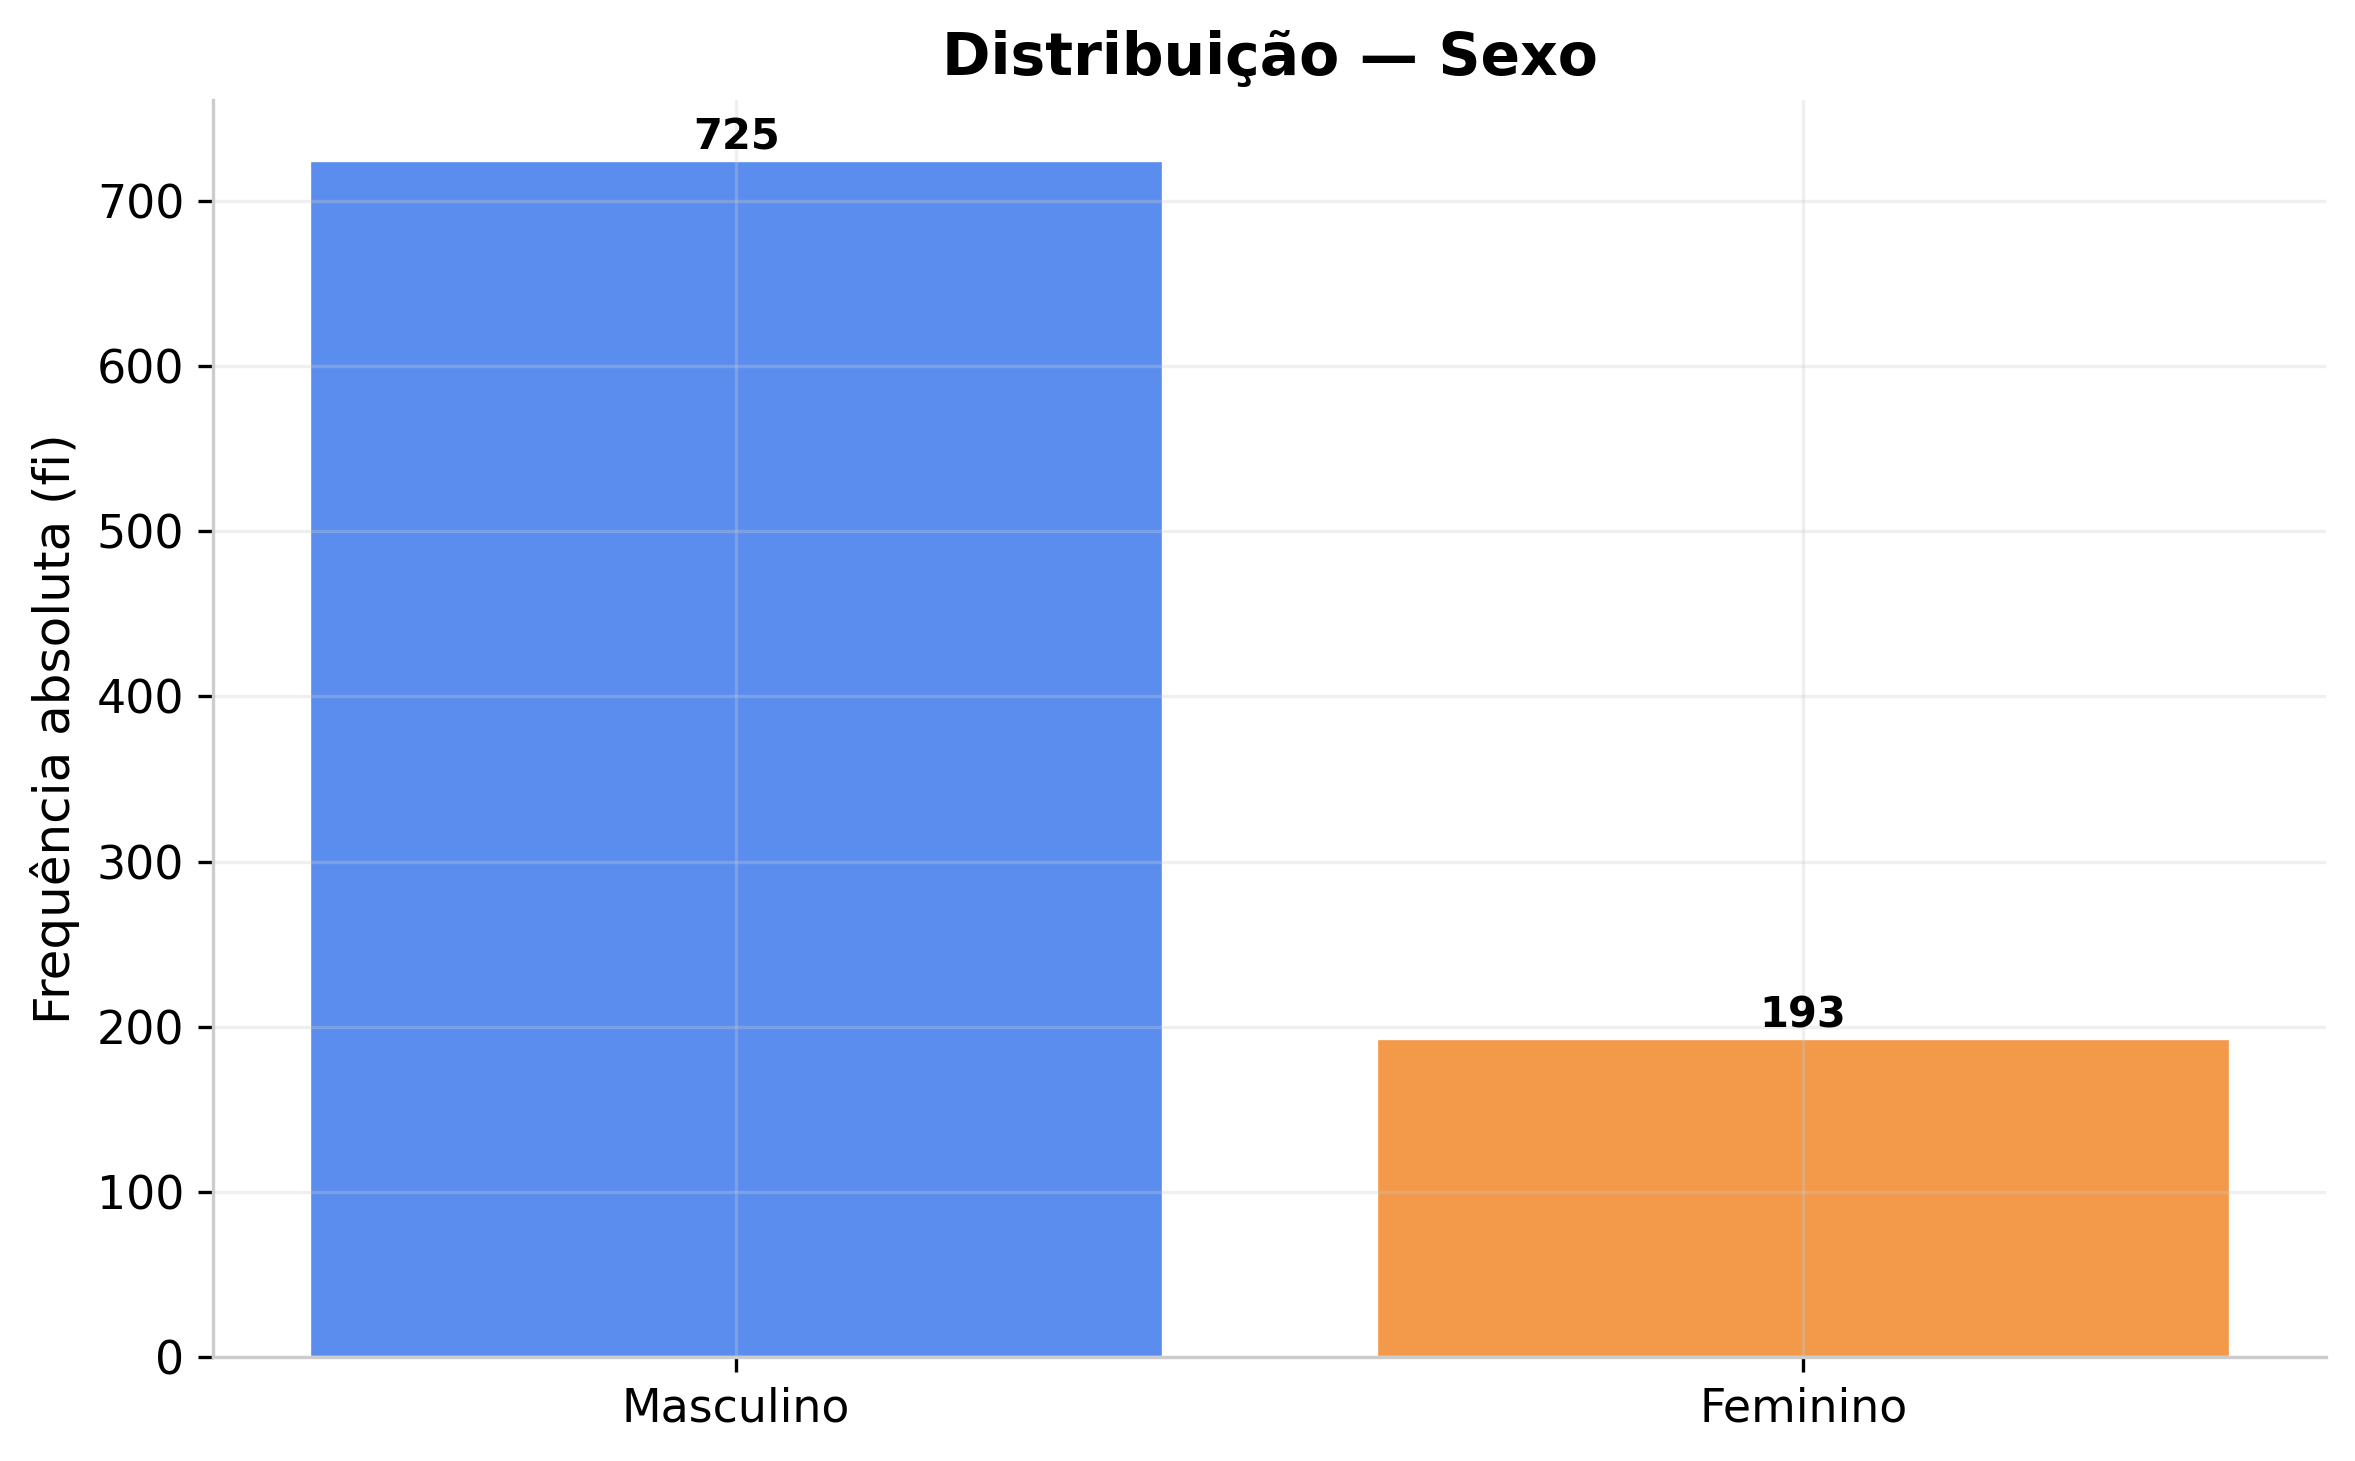 Distribuição — Sexo
Frequência absoluta (fi)
700
600
500
400
300
200
100
0
725
193
Masculino
Feminino